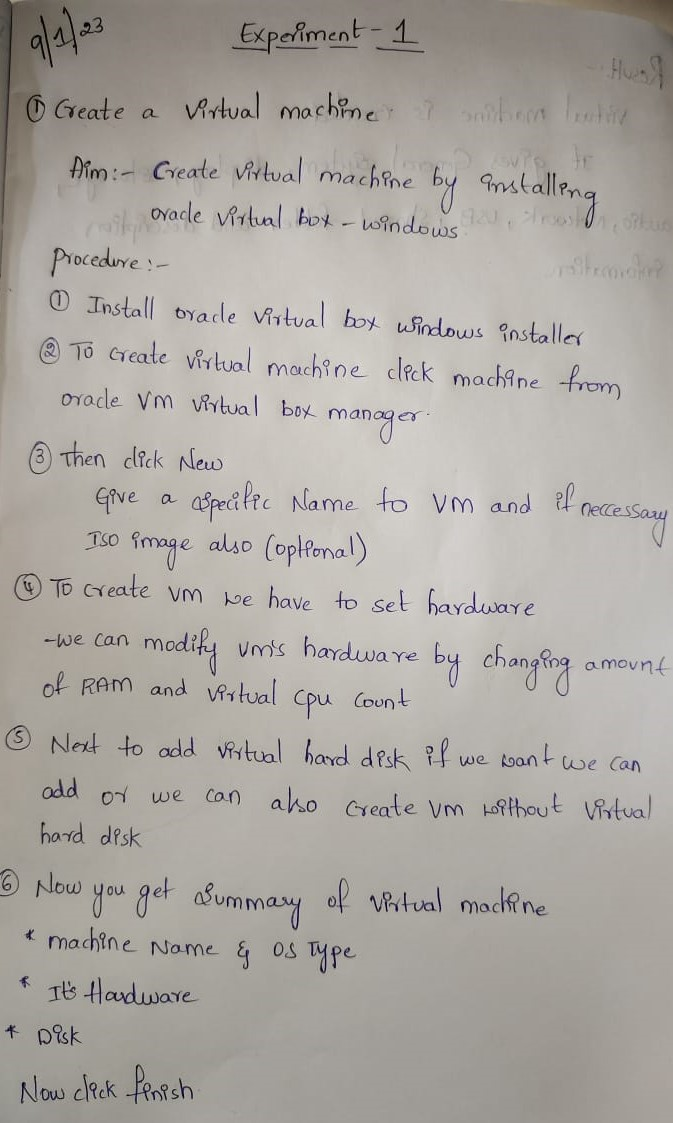 9/1/23
Experiment - 1
① Create a virtual machine
Aim:- Create virtual machine by installing
oracle virtual box - windows
Procedure:-
① Install oracle virtual box windows installer
② To create virtual machine click machine from
oracle VM virtual box manager.
③ Then click New
Give a specific Name to VM and if neccessary
ISO image also (optional)
④ To create VM we have to set hardware
-we can modify VM's hardware by changing amount
of RAM and virtual cpu count
⑤ Next to add virtual hard disk if we want we can
add or we can also create VM without virtual
hard disk
⑥ Now you get summary of virtual machine
* machine Name & OS Type
* It's Hardware
* Disk
Now click finish